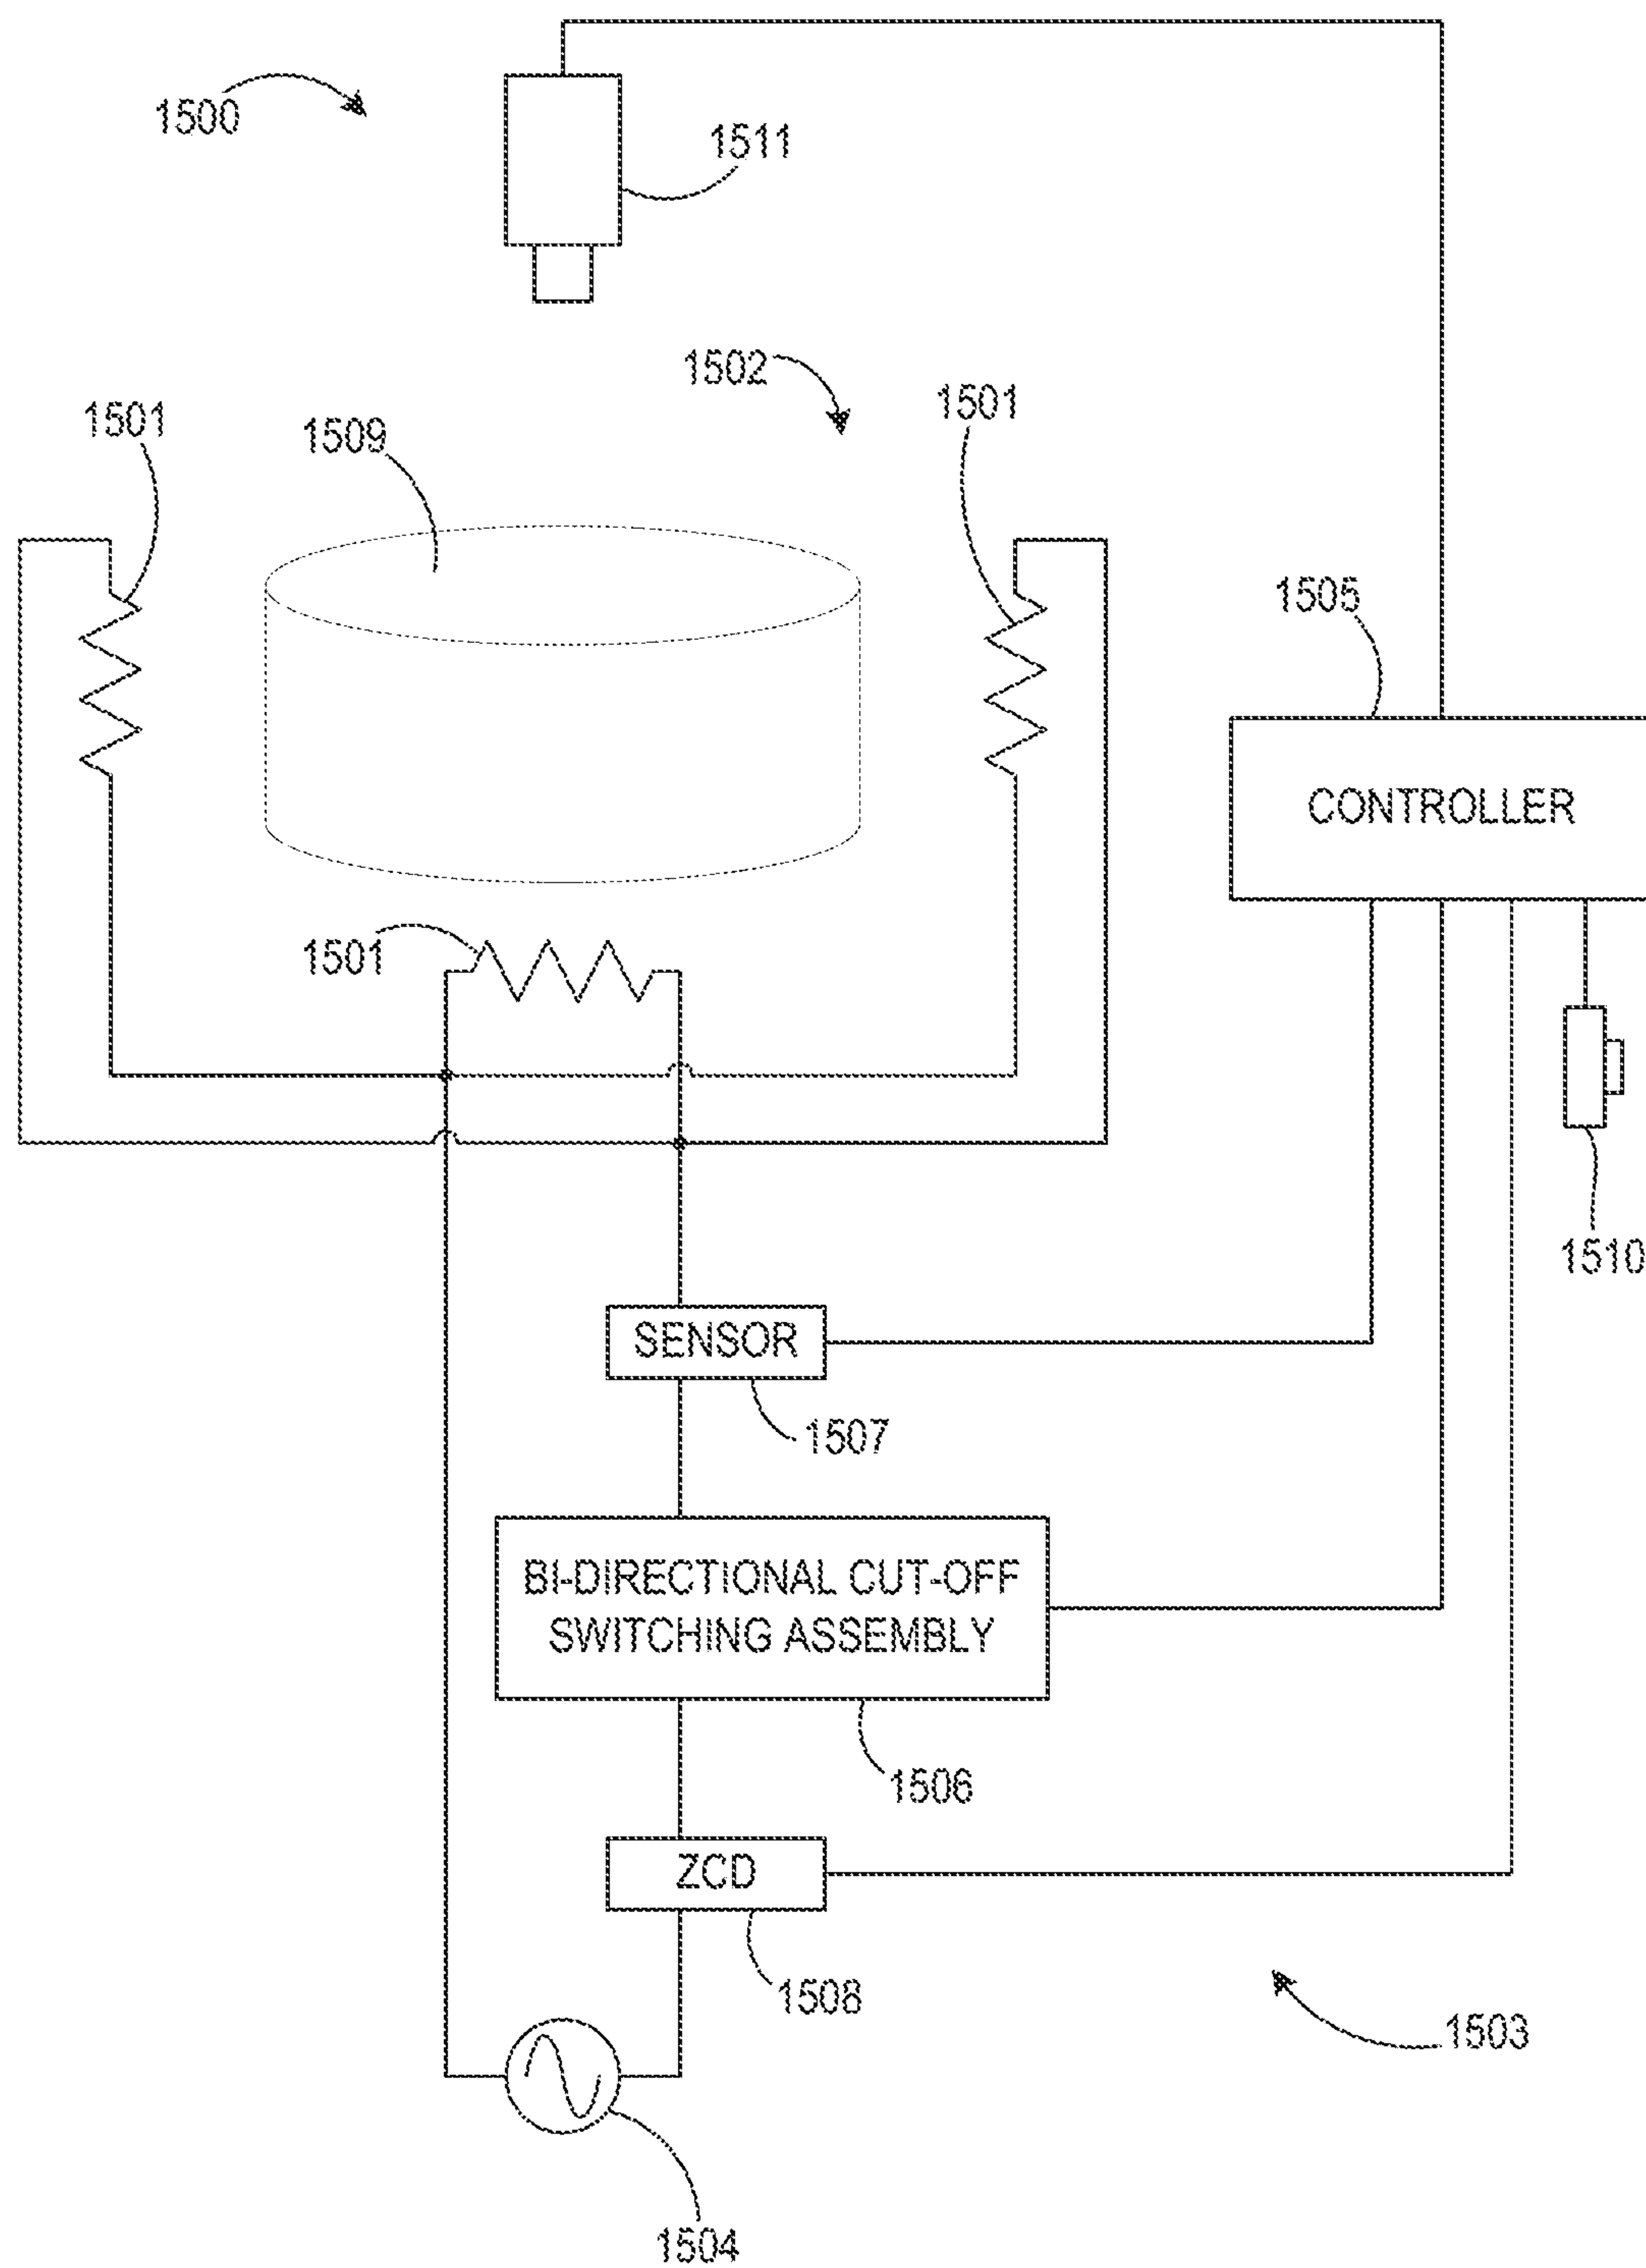 1500
1511
1502
1501
1501
1509
1505
CONTROLLER
1501
1510
SENSOR
1507
BI-DIRECTIONAL CUT-OFF
SWITCHING ASSEMBLY
1506
ZCD
1508
1503
1504